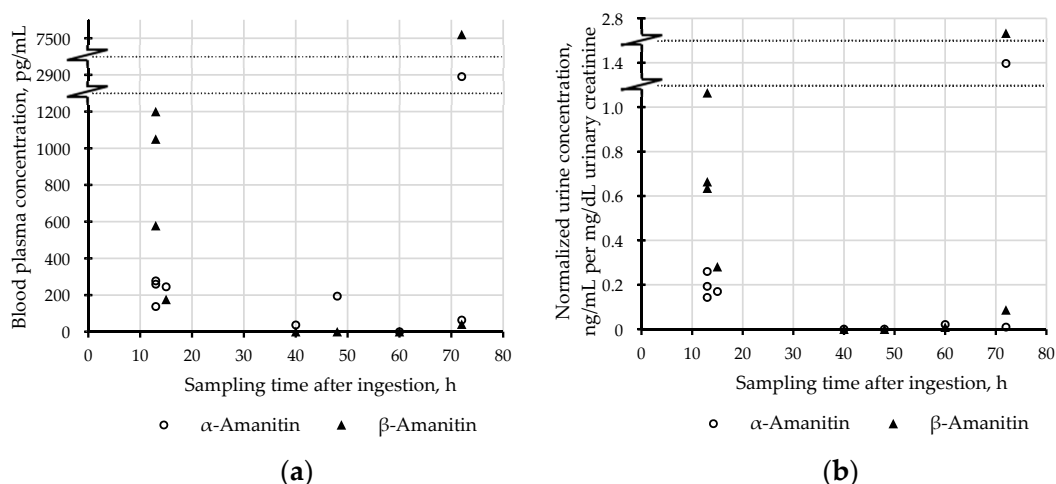 Blood plasma concentration, pg/mL
7500
2900
1200
1000
800
600
400
200
0
0 10 20 30 40 50 60 70 80
Sampling time after ingestion, h
α-Amanitin β-Amanitin
(a)
Normalized urine concentration,
ng/mL per mg/dL urinary creatinine
2.8
1.4
1.0
0.8
0.6
0.4
0.2
0
0 10 20 30 40 50 60 70 80
Sampling time after ingestion, h
α-Amanitin β-Amanitin
(b)